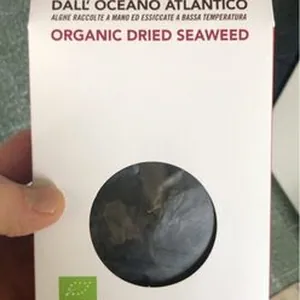 DALL' OCEANO ATLANTICO
ALGHE RACCOLTE A MANO ED ESSICCATE A BASSA TEMPERATURA
ORGANIC DRIED SEAWEED